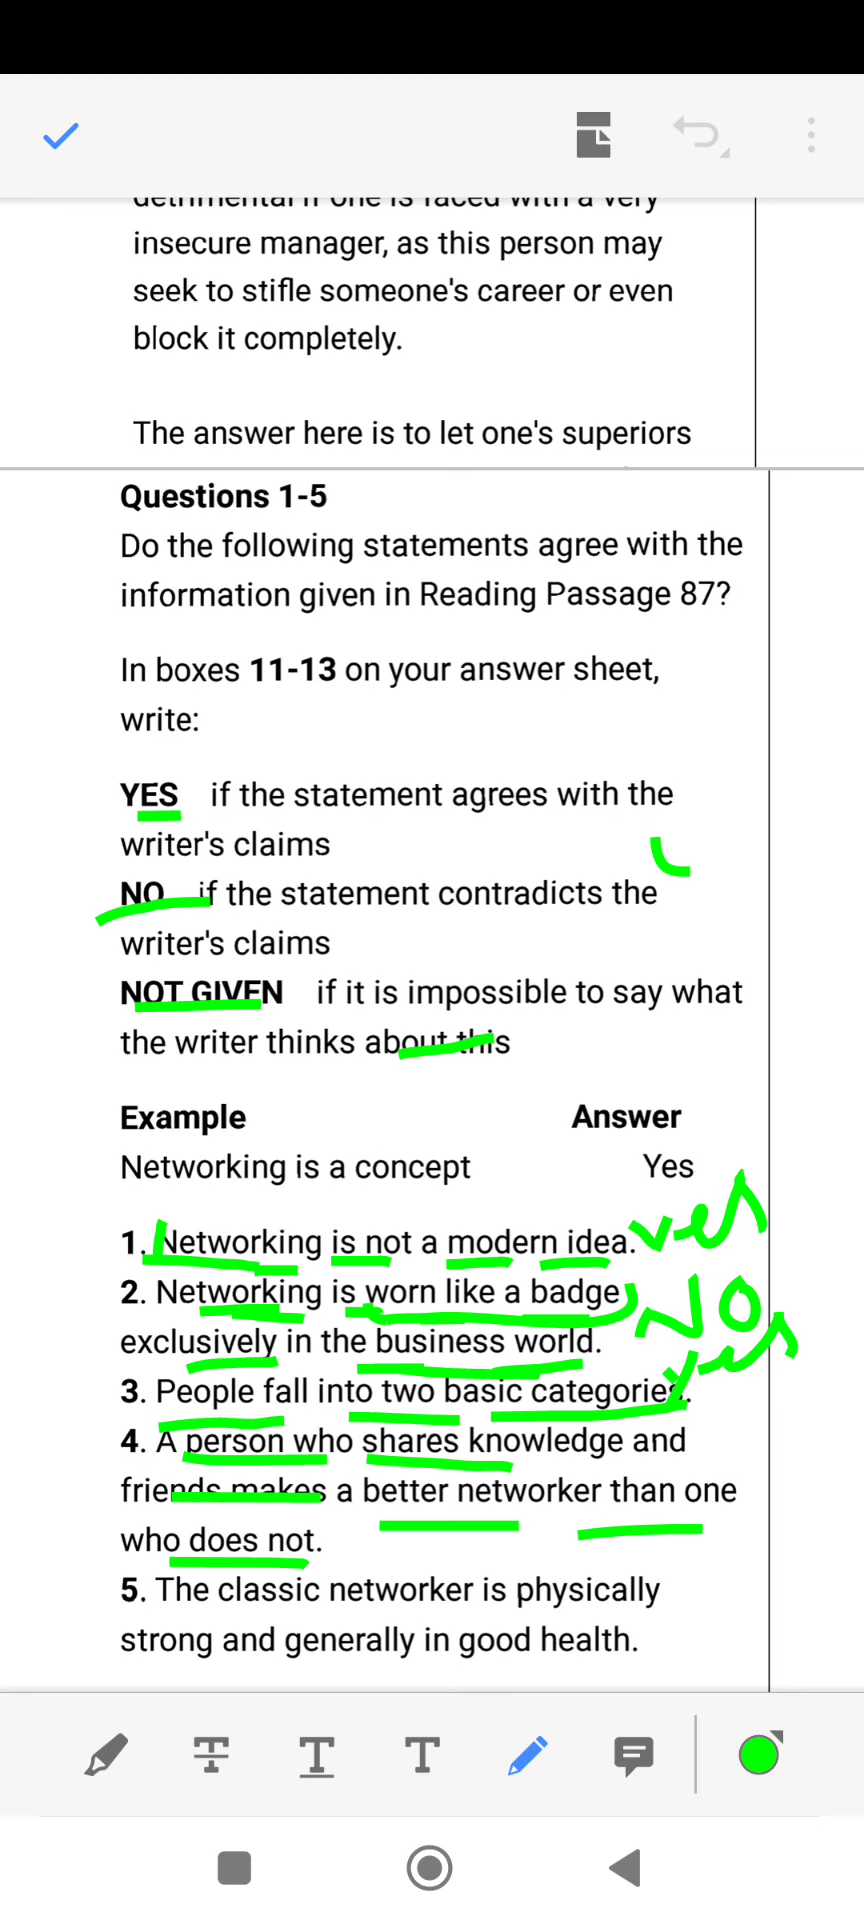 detrimental if one is faced with a very
insecure manager, as this person may
seek to stifle someone's career or even
block it completely.
The answer here is to let one's superiors
Questions 1-5
Do the following statements agree with the
information given in Reading Passage 87?
In boxes 11-13 on your answer sheet,
write:
YES if the statement agrees with the
writer's claims
NO if the statement contradicts the
writer's claims
NOT GIVEN if it is impossible to say what
the writer thinks about this
Example Answer
Networking is a concept Yes
1. Networking is not a modern idea. yes
2. Networking is worn like a badge
exclusively in the business world. NO
3. People fall into two basic categories. yes
4. A person who shares knowledge and
friends makes a better networker than one
who does not.
5. The classic networker is physically
strong and generally in good health.